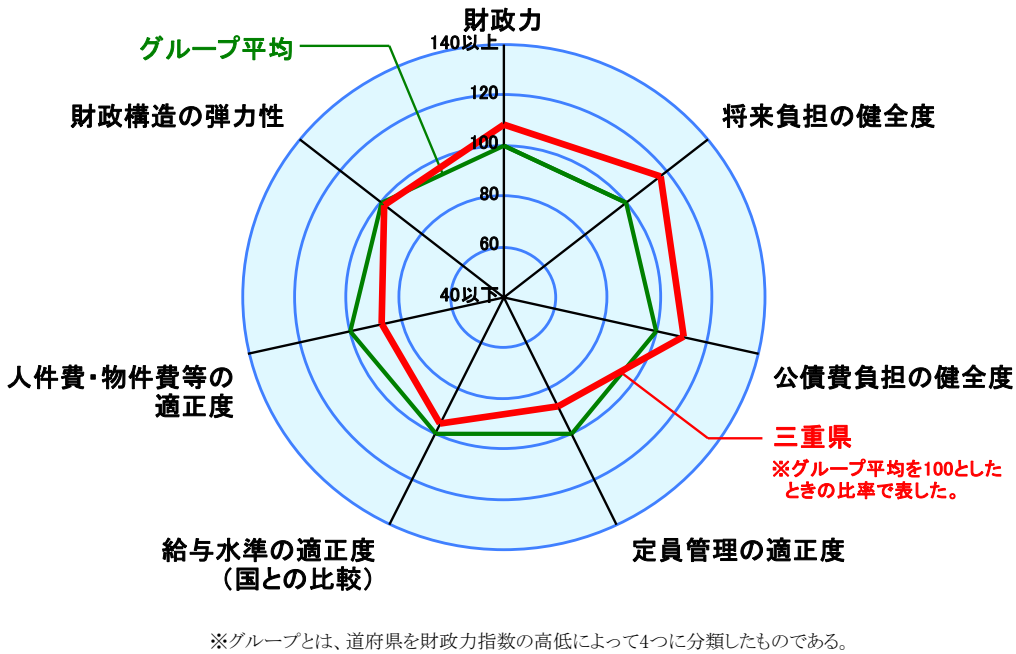 財政力
140以上
グループ平均
120
財政構造の弾力性
将来負担の健全度
100
80
60
40以下
人件費・物件費等の
適正度
公債費負担の健全度
三重県
※グループ平均を100とした
ときの比率で表した。
給与水準の適正度
（国との比較）
定員管理の適正度
※グループとは、道府県を財政力指数の高低によって4つに分類したものである。